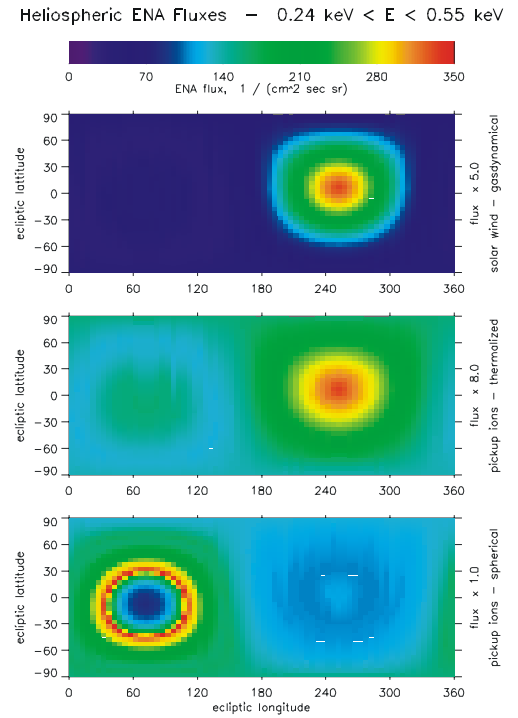 Heliospheric ENA Fluxes – 0.24 keV < E < 0.55 keV
0 70 140 210 280 350
ENA flux, 1 / (cm^2 sec sr)
90
60
30
0
−30
−60
−90
ecliptic lattitude
0 60 120 180 240 300 360
flux × 5.0
solar wind – gasdynamical
90
60
30
0
−30
−60
−90
ecliptic lattitude
0 60 120 180 240 300 360
flux × 8.0
pickup ions – thermalized
90
60
30
0
−30
−60
−90
ecliptic lattitude
0 60 120 180 240 300 360
ecliptic longitude
flux × 1.0
pickup ions – spherical